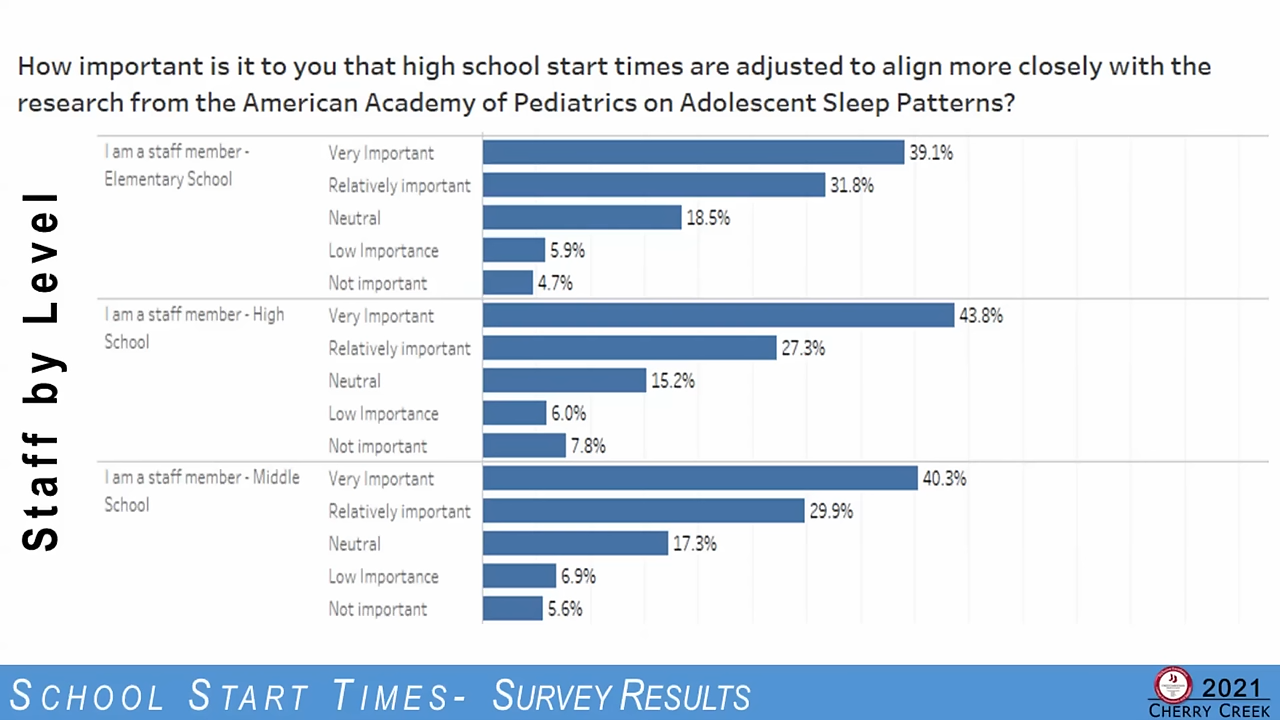 How important is it to you that high school start times are adjusted to align more closely with the
research from the American Academy of Pediatrics on Adolescent Sleep Patterns?
Staff by Level
I am a staff member -
Elementary School
Very Important 39.1%
Relatively important 31.8%
Neutral 18.5%
Low Importance 5.9%
Not important 4.7%
I am a staff member - High
School
Very Important 43.8%
Relatively important 27.3%
Neutral 15.2%
Low Importance 6.0%
Not important 7.8%
I am a staff member - Middle
School
Very Important 40.3%
Relatively important 29.9%
Neutral 17.3%
Low Importance 6.9%
Not important 5.6%
SCHOOL START TIMES- SURVEY RESULTS
2021
CHERRY CREEK